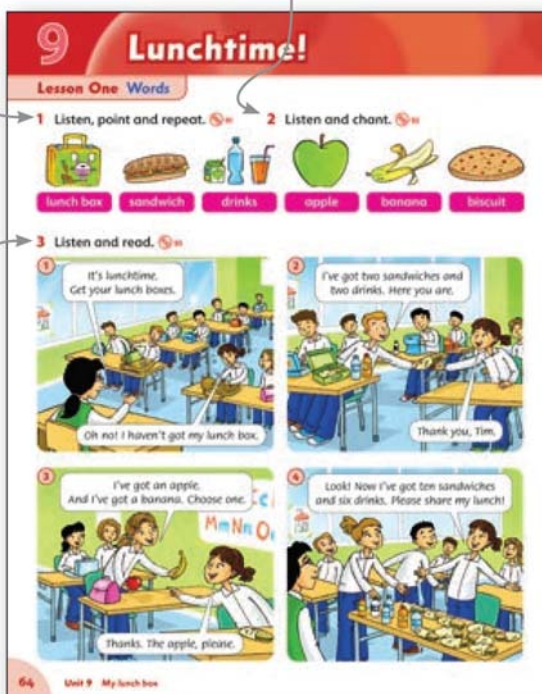 9 Lunchtime!
Lesson One Words
1 Listen, point and repeat.
2 Listen and chant.
lunch box
sandwich
drinks
apple
banana
biscuit
3 Listen and read.
1
It's lunchtime.
Get your lunch boxes.
Oh no! I haven't got my lunch box.
2
I've got two sandwiches and
two drinks. Here you are.
Thank you, Tim.
3
I've got an apple.
And I've got a banana. Choose one.
Mm Nn O
Thanks. The apple, please.
4
Look! Now I've got ten sandwiches
and six drinks. Please share my lunch!
64 Unit 9 My lunch box